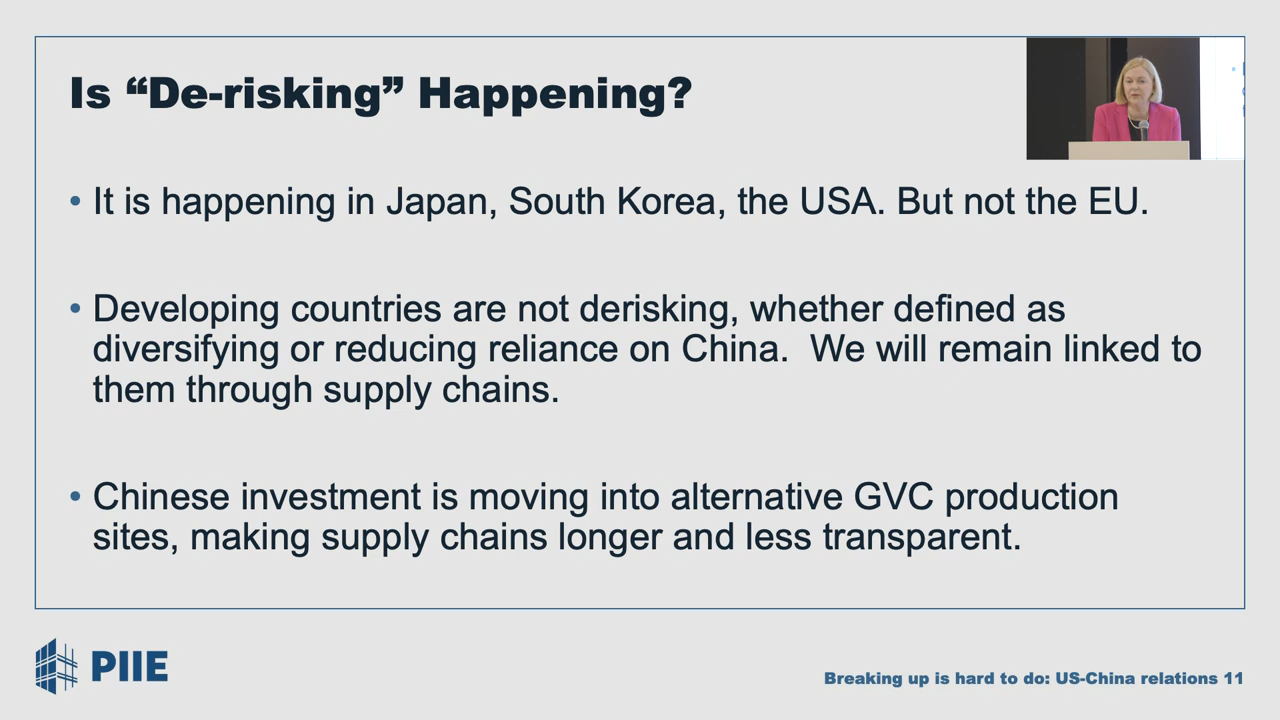 Is “De-risking” Happening?
• It is happening in Japan, South Korea, the USA. But not the EU.
• Developing countries are not derisking, whether defined as
diversifying or reducing reliance on China.  We will remain linked to
them through supply chains.
• Chinese investment is moving into alternative GVC production
sites, making supply chains longer and less transparent.
PIIE
Breaking up is hard to do: US-China relations 11